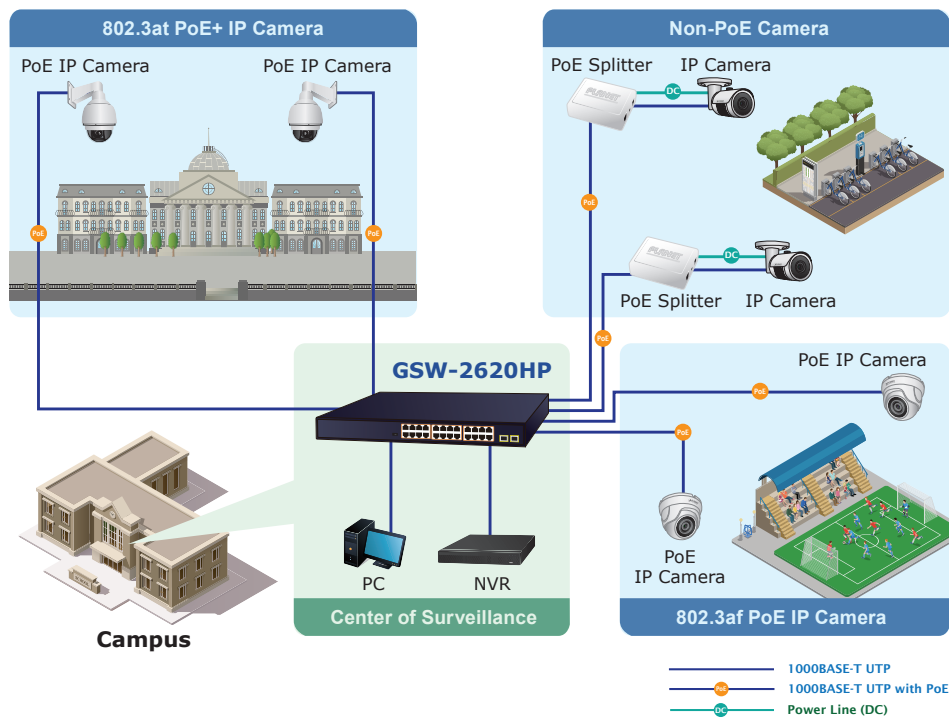 802.3at PoE+ IP Camera
PoE IP Camera
PoE IP Camera
PoE
PoE
Non-PoE Camera
PoE Splitter
IP Camera
DC
PLANET
PoE
DC
PLANET
PoE Splitter
IP Camera
PoE
GSW-2620HP
PC
NVR
Center of Surveillance
Campus
PoE IP Camera
PoE
PoE
PoE
IP Camera
802.3af PoE IP Camera
1000BASE-T UTP
PoE
1000BASE-T UTP with PoE
DC
Power Line (DC)